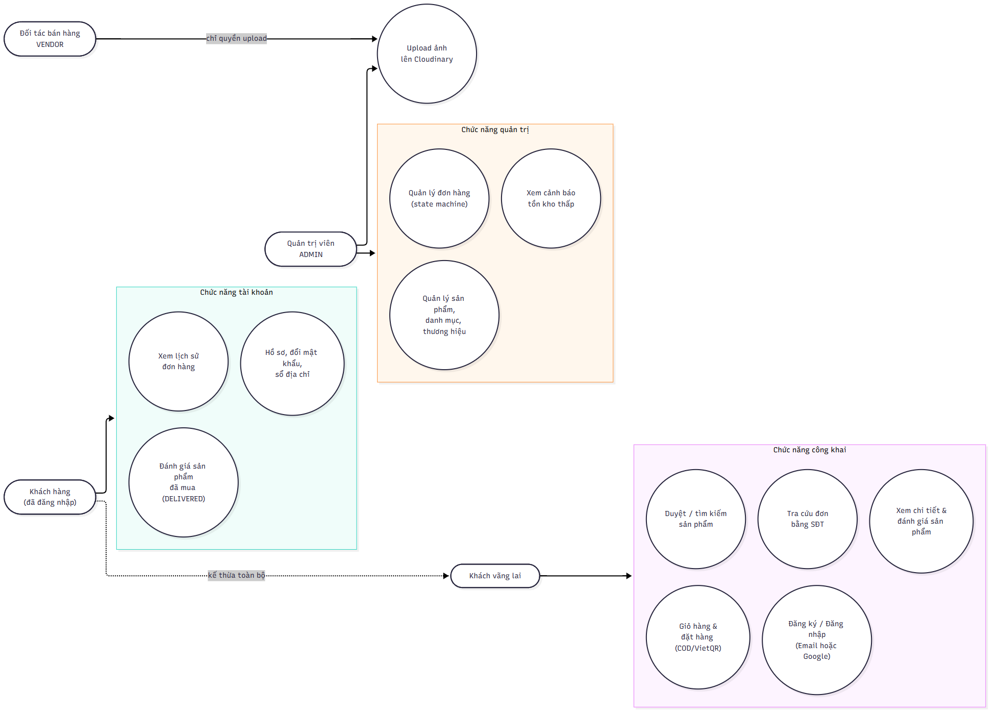 Đối tác bán hàng
VENDOR
chỉ quyền upload
Upload ảnh
lên Cloudinary
Chức năng quản trị
Quản lý đơn hàng
(state machine)
Xem cảnh báo
tồn kho thấp
Quản trị viên
ADMIN
Quản lý sản
phẩm,
danh mục,
thương hiệu
Chức năng tài khoản
Xem lịch sử
đơn hàng
Hồ sơ, đổi mật
khẩu,
sổ địa chỉ
Đánh giá sản
phẩm
đã mua
(DELIVERED)
Khách hàng
(đã đăng nhập)
kế thừa toàn bộ
Khách vãng lai
Chức năng công khai
Duyệt / tìm kiếm
sản phẩm
Tra cứu đơn
bằng SĐT
Xem chi tiết &
đánh giá sản
phẩm
Giỏ hàng &
đặt hàng
(COD/VietQR)
Đăng ký / Đăng
nhập
(Email hoặc
Google)